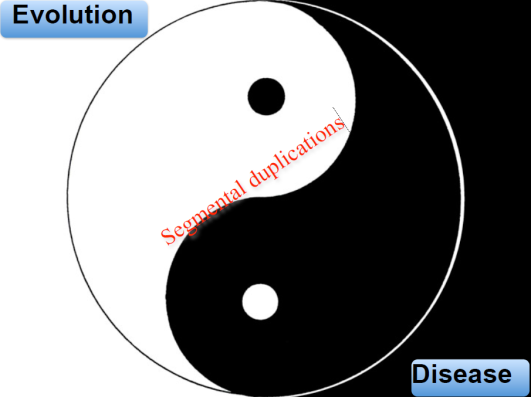 Evolution
Segmental duplications
Disease